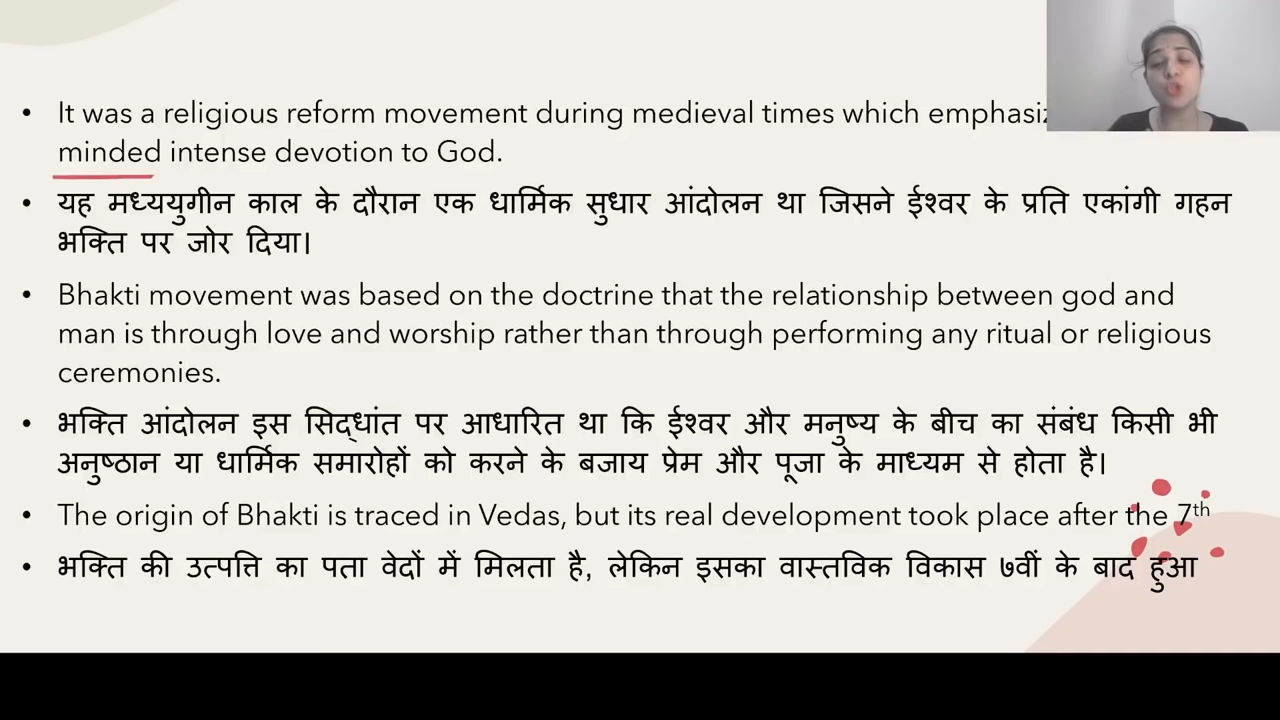 It was a religious reform movement during medieval times which
minded intense devotion to God.
यह मध्ययुगीन काल के दौरान एक धार्मिक सुधार आंदोलन था जिसने ईश्वर के प्रति एकांगी गहन
भक्ति पर जोर दिया।
Bhakti movement was based on the doctrine that the relationship between god and
man is through love and worship rather than through performing any ritual or religious
ceremonies.
भक्ति आंदोलन इस सिद्धांत पर आधारित था कि ईश्वर और मनुष्य के बीच का संबंध किसी भी
अनुष्ठान या धार्मिक समारोहों को करने के बजाय प्रेम और पूजा के माध्यम से होता है।
The origin of Bhakti is traced in Vedas, but its real development took place after the 7th
भक्ति की उत्पत्ति का पता वेदों में मिलता है, लेकिन इसका वास्तविक विकास ७वीं के बाद हुआ